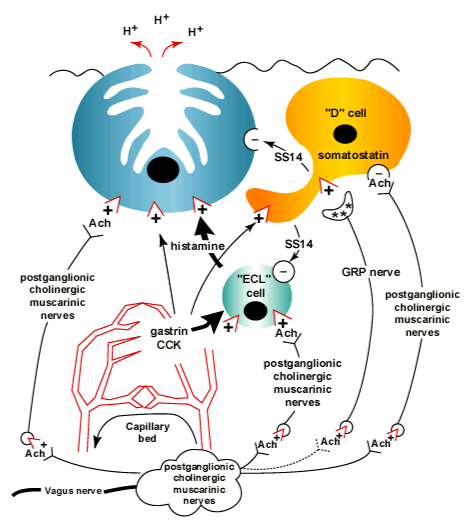 H+
H+
H+
"D" cell
somatostatin
SS14
Ach
+
+
+
+
+
−
−
Ach
***
histamine
SS14
GRP nerve
postganglionic
cholinergic
muscarinic
nerves
"ECL"
cell
−
postganglionic
cholinergic
muscarinic
nerves
gastrin
CCK
+
+
Ach
postganglionic
cholinergic
muscarinic
nerves
Capillary
bed
Ach
+
Ach
+
Ach
+
Ach
+
postganglionic
cholinergic
muscarinic
nerves
Vagus nerve